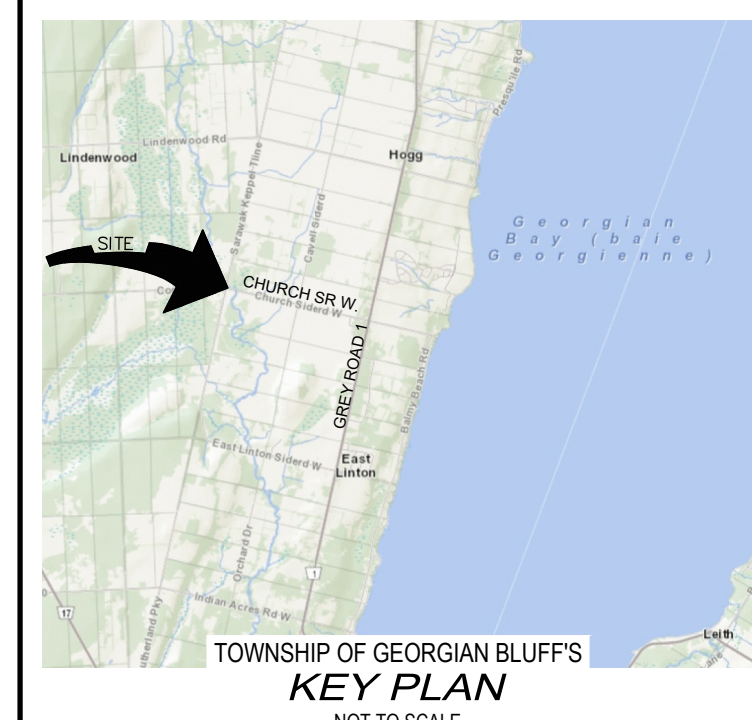 Presqu'ile Rd
Lindenwood Rd
Lindenwood
Hogg
Sarawak Keppel Tline
Cavell Siderd
Georgian
Bay (baie
Georgienne)
SITE
CHURCH SR W.
Church Siderd W
GREY ROAD 1
Balmy Beach Rd
East Linton Siderd W
East
Linton
Orchard Dr
1
Indian Acres Rd W
17
Leith
TOWNSHIP OF GEORGIAN BLUFF'S
KEY PLAN
NOT TO SCALE